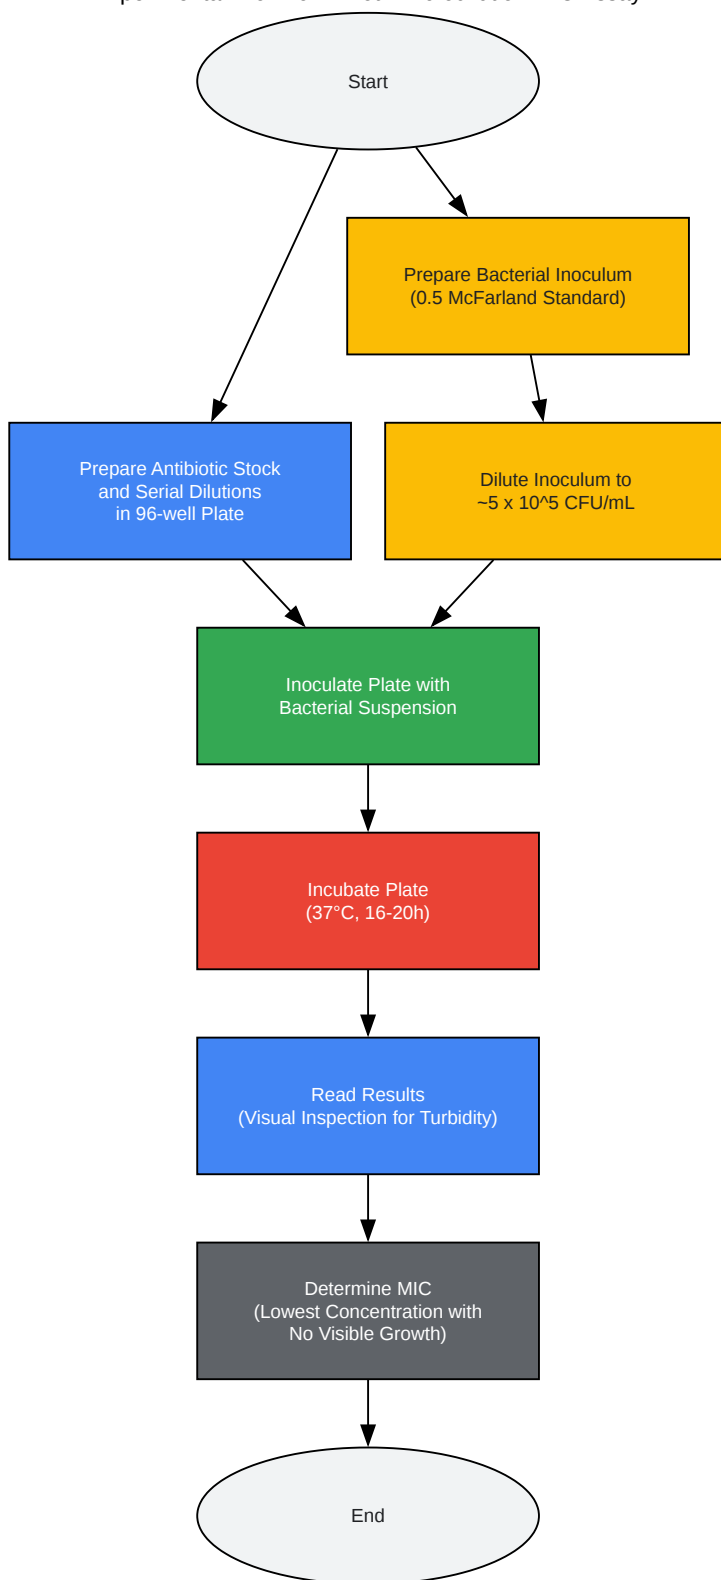 Start
Prepare Bacterial Inoculum
(0.5 McFarland Standard)
Prepare Antibiotic Stock
and Serial Dilutions
in 96-well Plate
Dilute Inoculum to
~5 x 10^5 CFU/mL
Inoculate Plate with
Bacterial Suspension
Incubate Plate
(37°C, 16-20h)
Read Results
(Visual Inspection for Turbidity)
Determine MIC
(Lowest Concentration with
No Visible Growth)
End